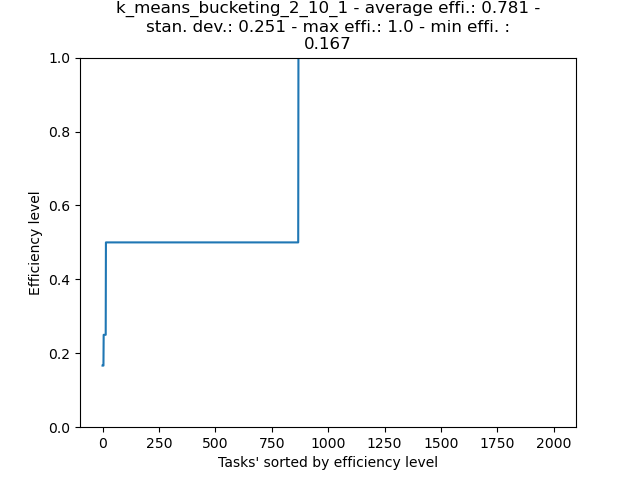 k_means_bucketing_2_10_1 - average effi.: 0.781 -
stan. dev.: 0.251 - max effi.: 1.0 - min effi. :
0.167
1.0
0.8
0.6
0.4
0.2
0.0
Efficiency level
0 250 500 750 1000 1250 1500 1750 2000
Tasks' sorted by efficiency level